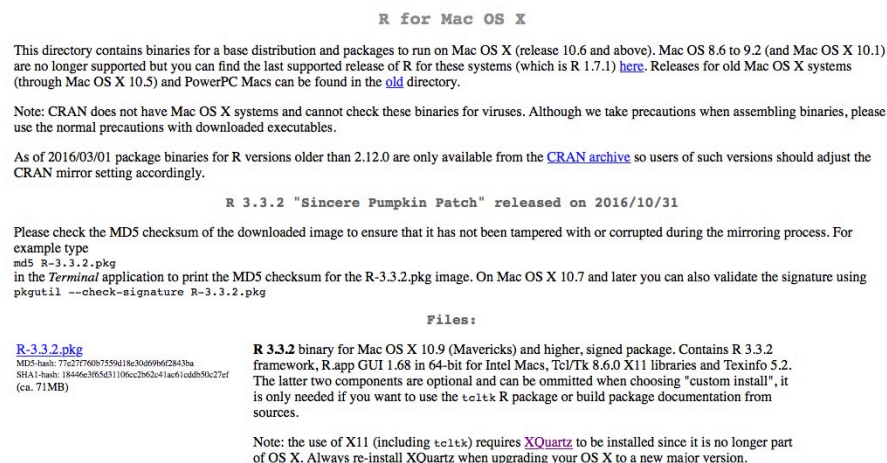 R for Mac OS X
This directory contains binaries for a base distribution and packages to run on Mac OS X (release 10.6 and above). Mac OS 8.6 to 9.2 (and Mac OS X 10.1)
are no longer supported but you can find the last supported release of R for these systems (which is R 1.7.1) here. Releases for old Mac OS X systems
(through Mac OS X 10.5) and PowerPC Macs can be found in the old directory.
Note: CRAN does not have Mac OS X systems and cannot check these binaries for viruses. Although we take precautions when assembling binaries, please
use the normal precautions with downloaded executables.
As of 2016/03/01 package binaries for R versions older than 2.12.0 are only available from the CRAN archive so users of such versions should adjust the
CRAN mirror setting accordingly.
R 3.3.2 "Sincere Pumpkin Patch" released on 2016/10/31
Please check the MD5 checksum of the downloaded image to ensure that it has not been tampered with or corrupted during the mirroring process. For
example type
md5 R-3.3.2.pkg
in the Terminal application to print the MD5 checksum for the R-3.3.2.pkg image. On Mac OS X 10.7 and later you can also validate the signature using
pkgutil --check-signature R-3.3.2.pkg
Files:
R-3.3.2.pkg
MD5-hash: 77c27f760b7559d18e30d69b6f2843ba
SHA1-hash: 18446e3f65d31106cc2b62c41ac61cddb50c27ef
(ca. 71MB)
R 3.3.2 binary for Mac OS X 10.9 (Mavericks) and higher, signed package. Contains R 3.3.2
framework, R.app GUI 1.68 in 64-bit for Intel Macs, Tcl/Tk 8.6.0 X11 libraries and Texinfo 5.2.
The latter two components are optional and can be ommitted when choosing "custom install", it
is only needed if you want to use the tcltk R package or build package documentation from
sources.
Note: the use of X11 (including tcltk) requires XQuartz to be installed since it is no longer part
of OS X. Always re-install XQuartz when upgrading your OS X to a new major version.